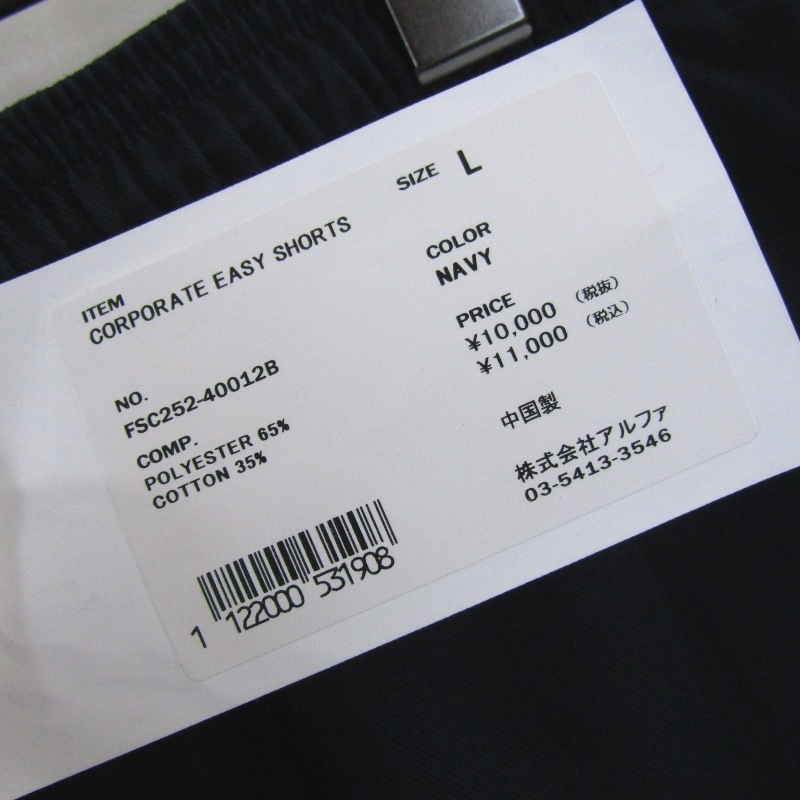 ITEM
CORPORATE EASY SHORTS
SIZE L
NO.
FSC252-40012B
COLOR
NAVY
COMP.
POLYESTER 65%
COTTON 35%
PRICE
¥10,000 (税抜)
¥11,000 (税込)
中国製
株式会社アルファ
03-5413-3546
1 122000 531908